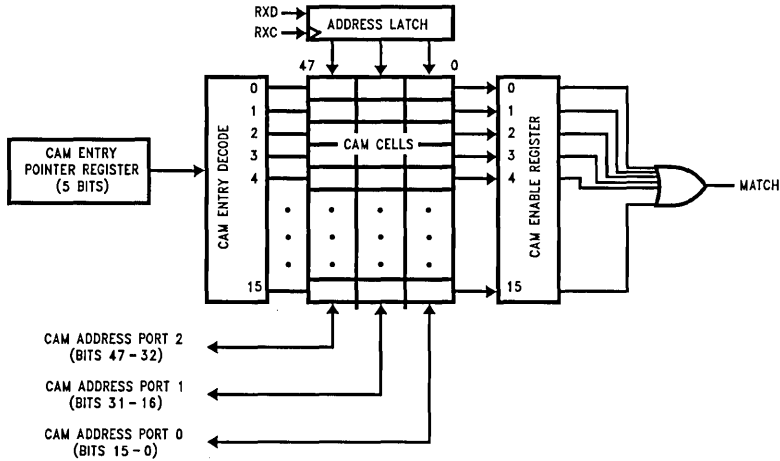 RXD
RXC
ADDRESS LATCH
47
0
CAM ENTRY
POINTER REGISTER
(5 BITS)
CAM ENTRY DECODE
0
1
2
3
4
15
CAM CELLS
CAM ENABLE REGISTER
0
1
2
3
4
15
MATCH
CAM ADDRESS PORT 2
(BITS 47-32)
CAM ADDRESS PORT 1
(BITS 31-16)
CAM ADDRESS PORT 0
(BITS 15-0)